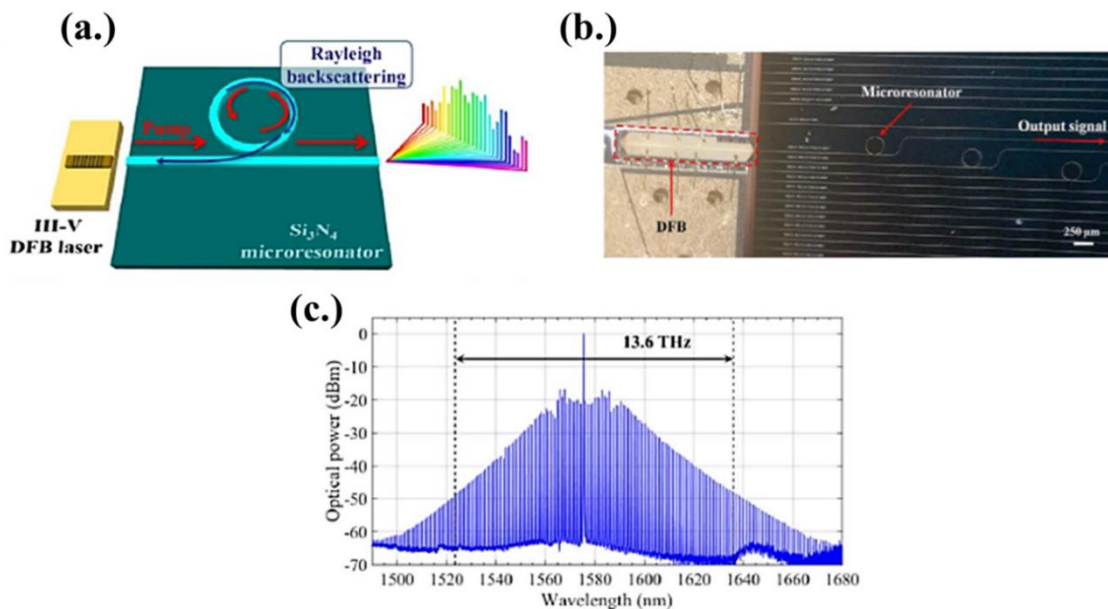 (a.)
Rayleigh
backscattering
Pump
III-V
DFB laser
Si₃N₄
microresonator
(b.)
Microresonator
Output signal
DFB
250 μm
(c.)
13.6 THz
Optical power (dBm)
0
-10
-20
-30
-40
-50
-60
-70
1500 1520 1540 1560 1580 1600 1620 1640 1660 1680
Wavelength (nm)